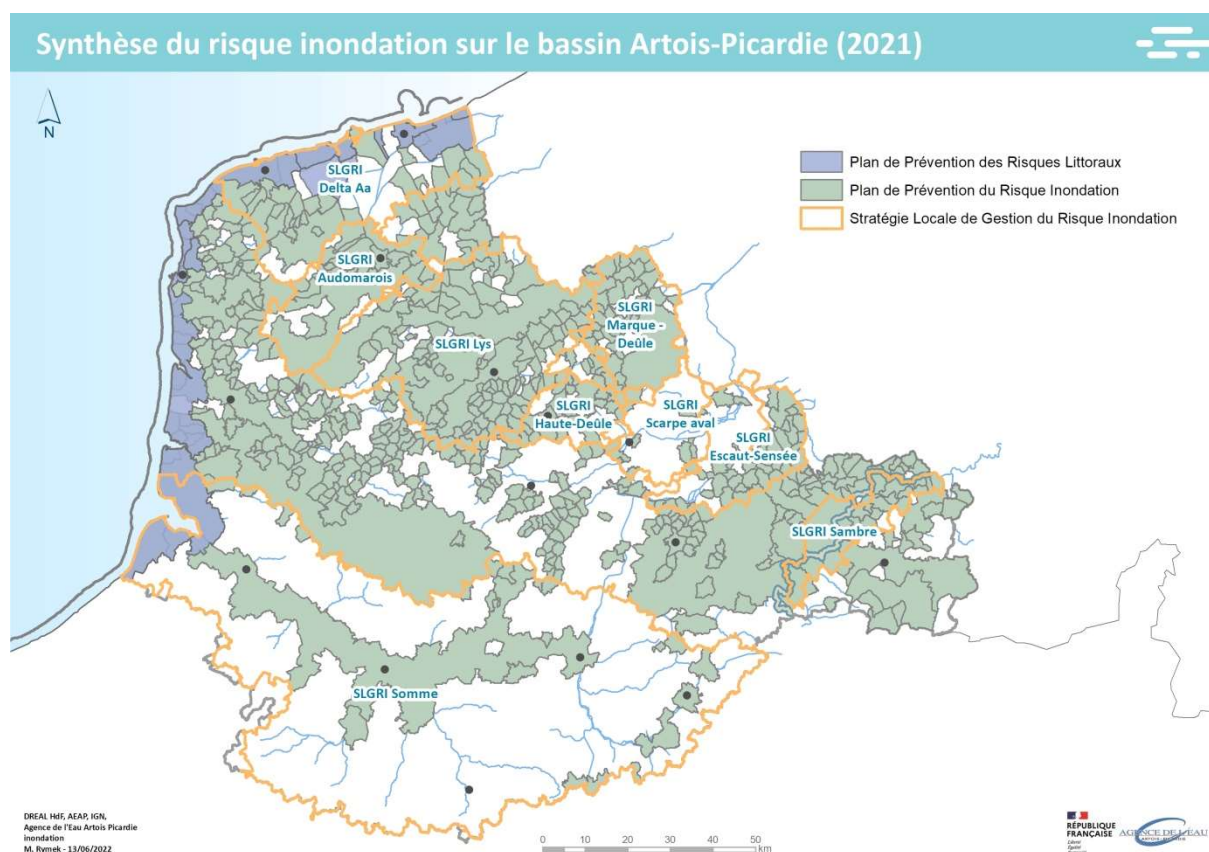 Synthèse du risque inondation sur le bassin Artois-Picardie (2021)
N
Plan de Prévention des Risques Littoraux
Plan de Prévention du Risque Inondation
Stratégie Locale de Gestion du Risque Inondation
SLGRI
Delta Aa
SLGRI
Audomarois
SLGRI
Marque -
Deûle
SLGRI Lys
SLGRI
Haute-Deûle
SLGRI
Scarpe aval
SLGRI
Escaut-Sensée
SLGRI Sambre
SLGRI Somme
DREAL HdF, AEAP, IGN,
Agence de l'Eau Artois Picardie
inondation
M. Rymek - 13/06/2022
0 10 20 30 40 50
km
RÉPUBLIQUE
FRANÇAISE
Liberté
Égalité
AGENCE DE L'EAU
ARTOIS-PICARDIE